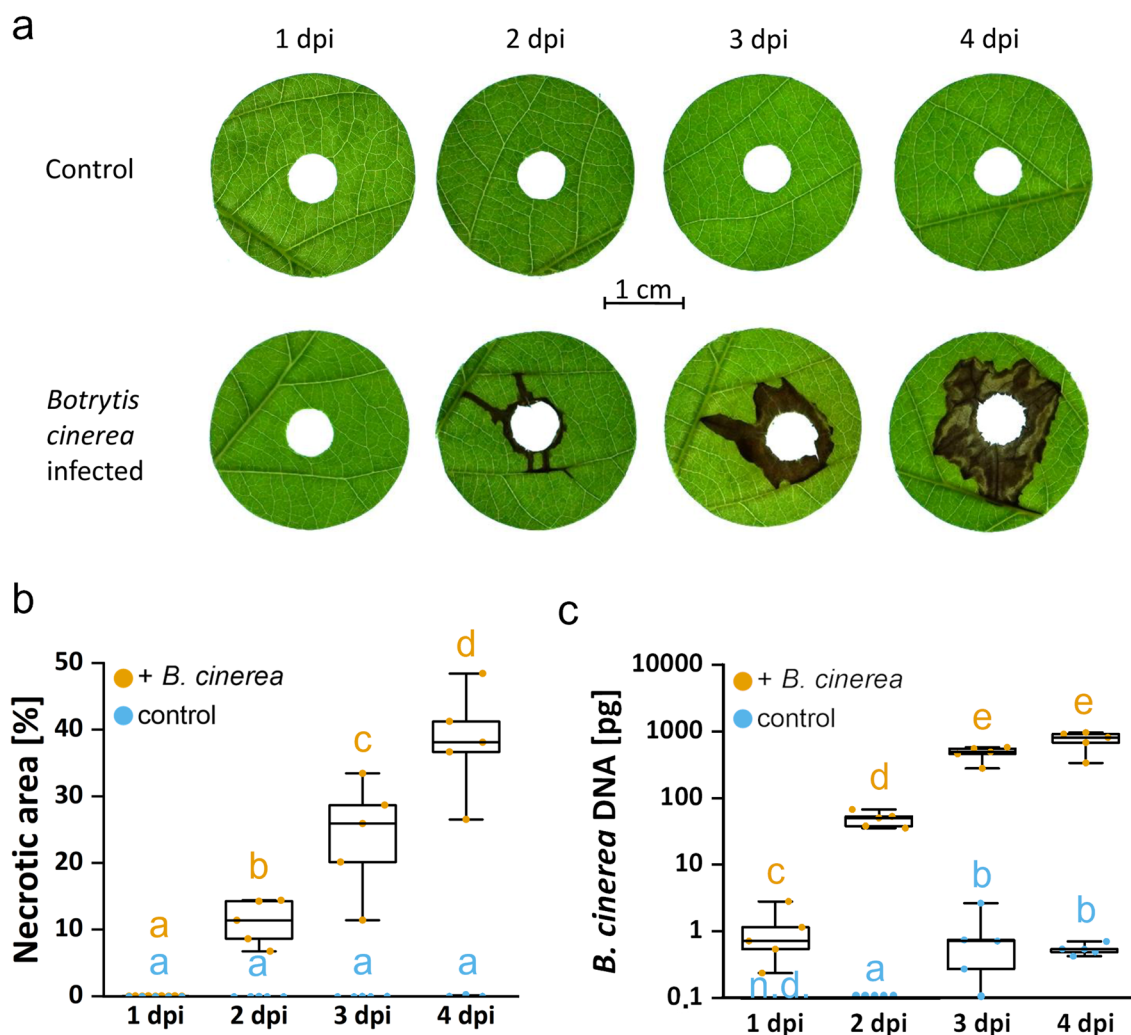 a
1 dpi 2 dpi 3 dpi 4 dpi
Control
1 cm
Botrytis
cinerea
infected
b
Necrotic area [%]
50
40
30
20
10
0
+ B. cinerea
control
a b c d
a a a a
1 dpi 2 dpi 3 dpi 4 dpi
c
B. cinerea DNA [pg]
10000
1000
100
10
1
0.1
+ B. cinerea
control
c d e e
n.d. a b b
1 dpi 2 dpi 3 dpi 4 dpi